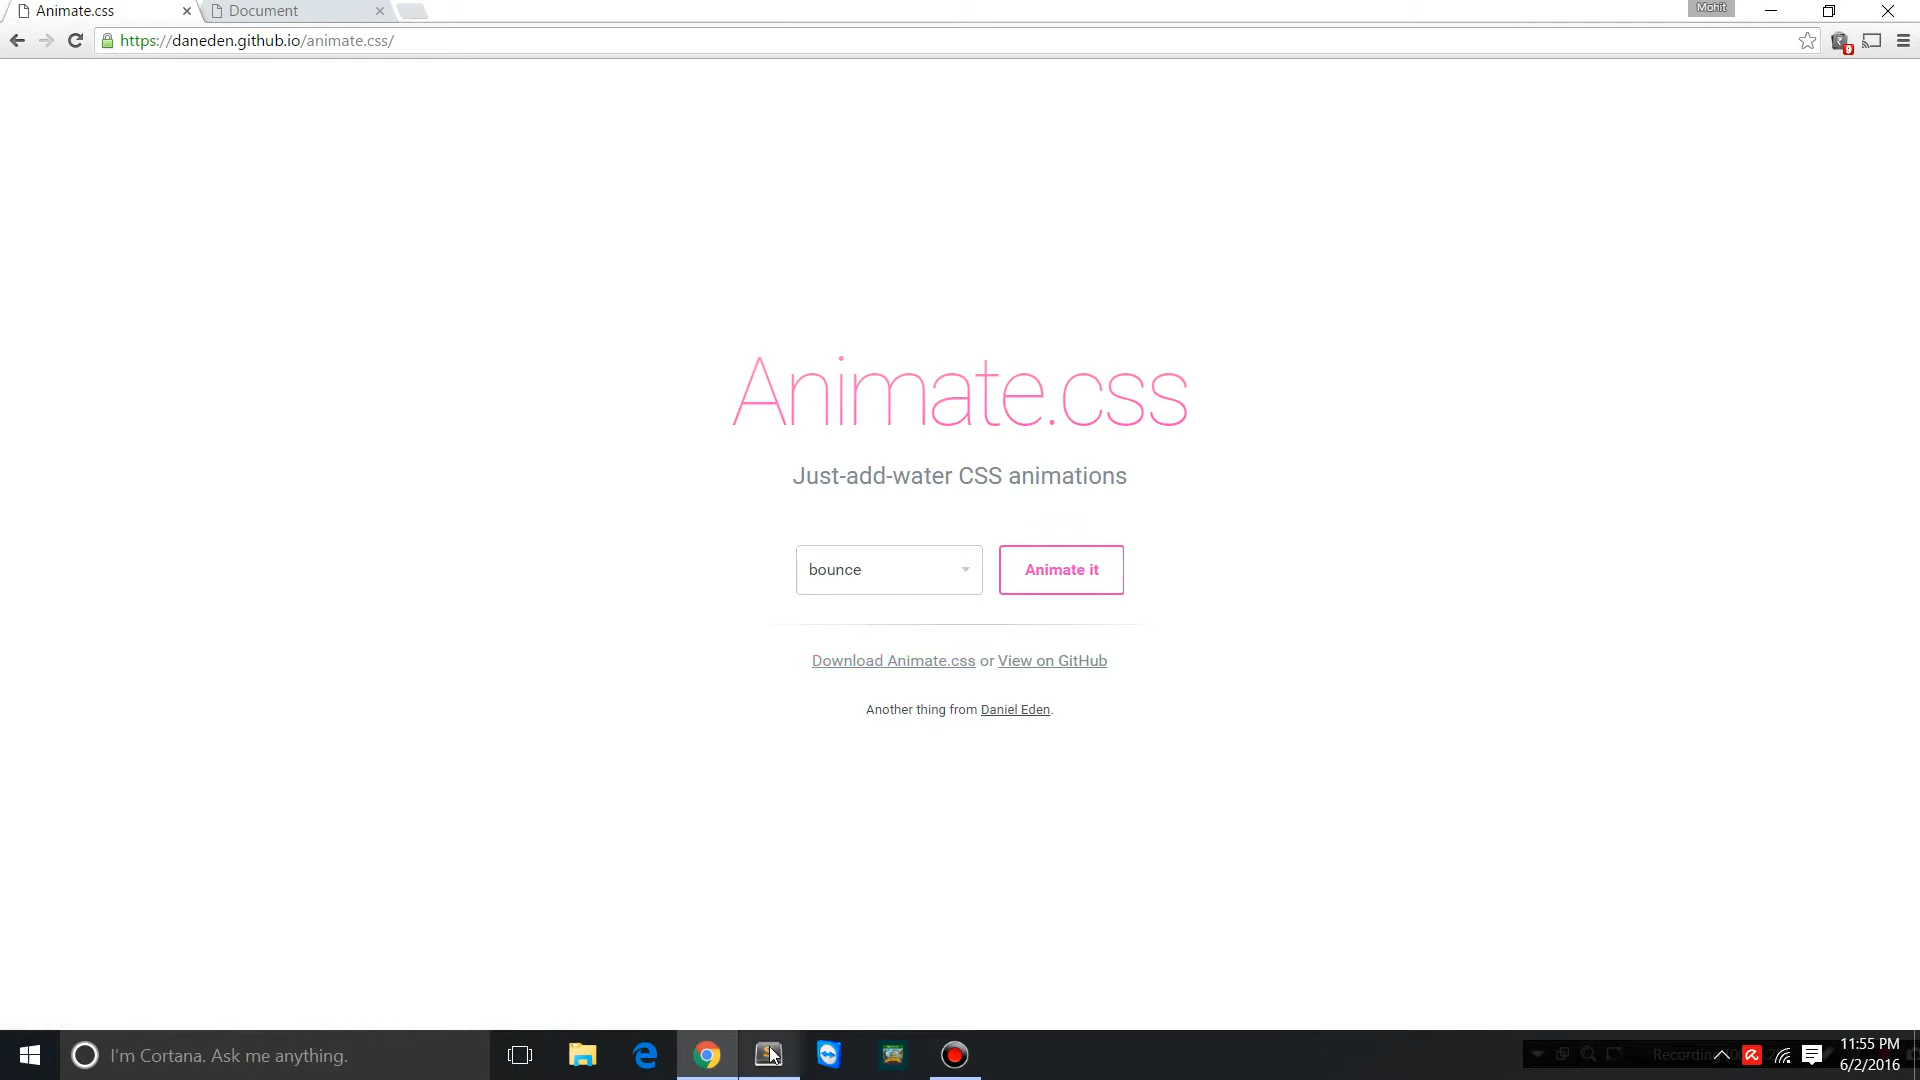 Animate.css
Document
Mohit
https://daneden.github.io/animate.css/
9
Animate.css
Just-add-water CSS animations
bounce
Animate it
Download Animate.css or View on GitHub
Another thing from Daniel Eden.
I'm Cortana. Ask me anything.
11:55 PM
6/2/2016